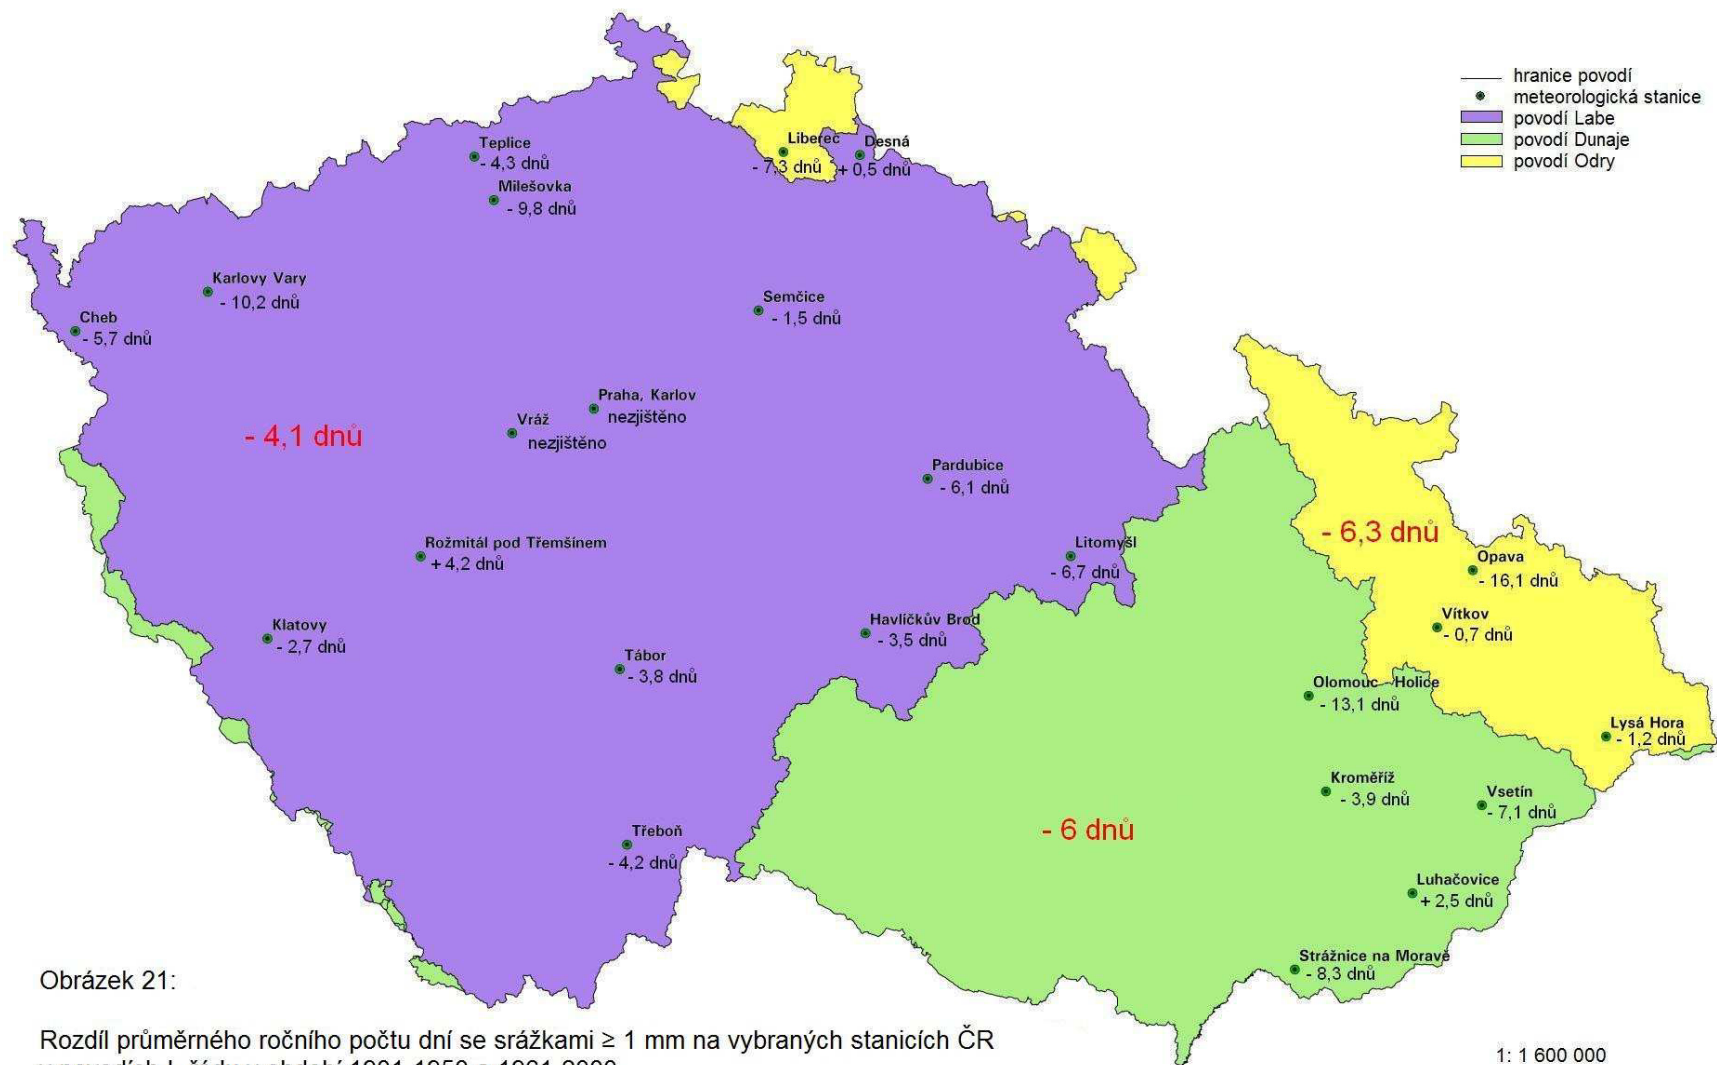 hranice povodí
meteorologická stanice
povodí Labe
povodí Dunaje
povodí Odry
Teplice
- 4,3 dnů
Milešovka
- 9,8 dnů
Liberec
- 7,3 dnů
Desná
+ 0,5 dnů
Karlovy Vary
- 10,2 dnů
Cheb
- 5,7 dnů
Semčice
- 1,5 dnů
Praha, Karlov
nezjištěno
Vráž
nezjištěno
- 4,1 dnů
Pardubice
- 6,1 dnů
Rožmitál pod Třemšínem
+ 4,2 dnů
Litomyšl
- 6,7 dnů
- 6,3 dnů
Opava
- 16,1 dnů
Vítkov
- 0,7 dnů
Klatovy
- 2,7 dnů
Havlíčkův Brod
- 3,5 dnů
Tábor
- 3,8 dnů
Olomouc - Holice
- 13,1 dnů
Lysá Hora
- 1,2 dnů
Kroměříž
- 3,9 dnů
Vsetín
- 7,1 dnů
- 6 dnů
Třeboň
- 4,2 dnů
Luhačovice
+ 2,5 dnů
Strážnice na Moravě
- 8,3 dnů
Obrázek 21:
Rozdíl průměrného ročního počtu dní se srážkami ≥ 1 mm na vybraných stanicích ČR
1: 1 600 000